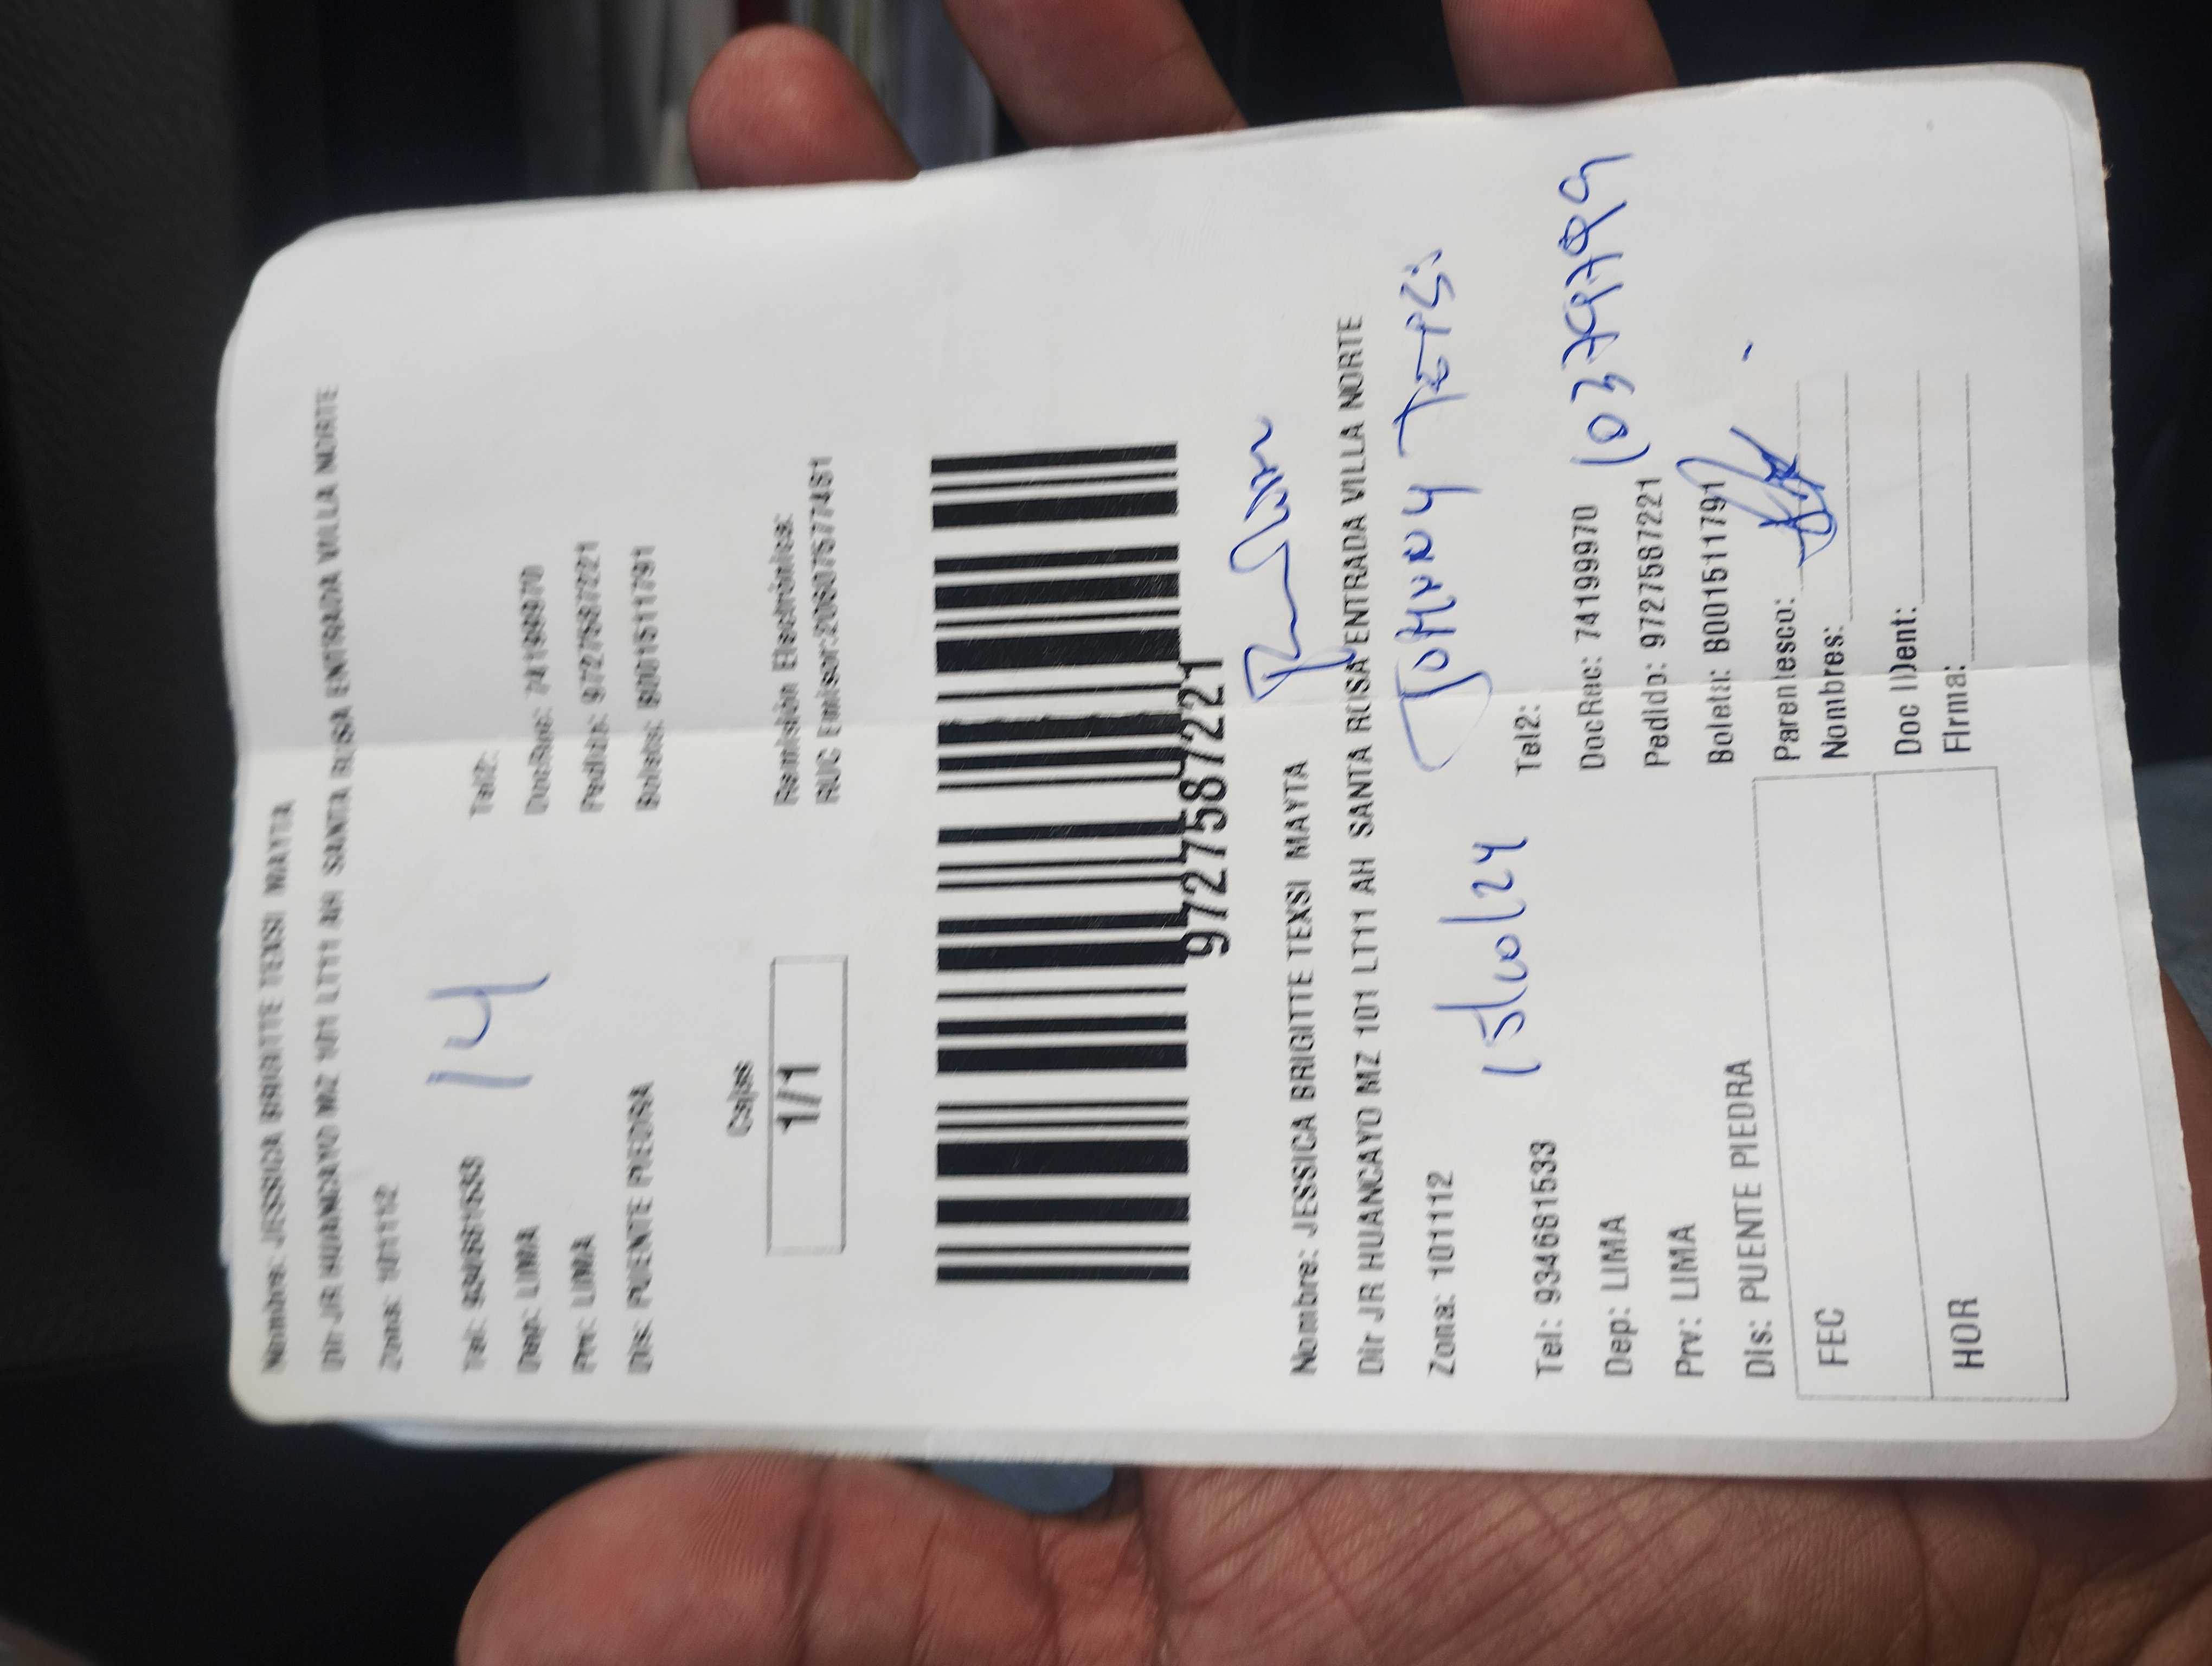 Nombre: JESSICA BRIGITTE TEXSI MAYTA
Dir JR HUANCAYO MZ 101 LT11 AH SANTA ROSA ENTRADA VILLA NORTE
Zona: 101112
14
Tel: 934681533 Tel2:
Dep: LIMA DocRec: 74199970
Prv: LIMA Pedido: 9727587221
Dis: PUENTE PIEDRA Boleta: B001511791
Cajas
1/1
Remisión Electrónica:
RUC Emisor:20607577481
9727587221
Nombre: JESSICA BRIGITTE TEXSI MAYTA
Dir JR HUANCAYO MZ 101 LT11 AH SANTA ROSA ENTRADA VILLA NORTE
Zona: 101112
15/10/24
Tel: 934681533 Tel2:
Dep: LIMA DocRec: 74199970
Prv: LIMA Pedido: 9727587221
Dis: PUENTE PIEDRA Boleta: B001511791
FEC
HOR
Parentesco:
Nombres:
Doc IDent:
Firma: